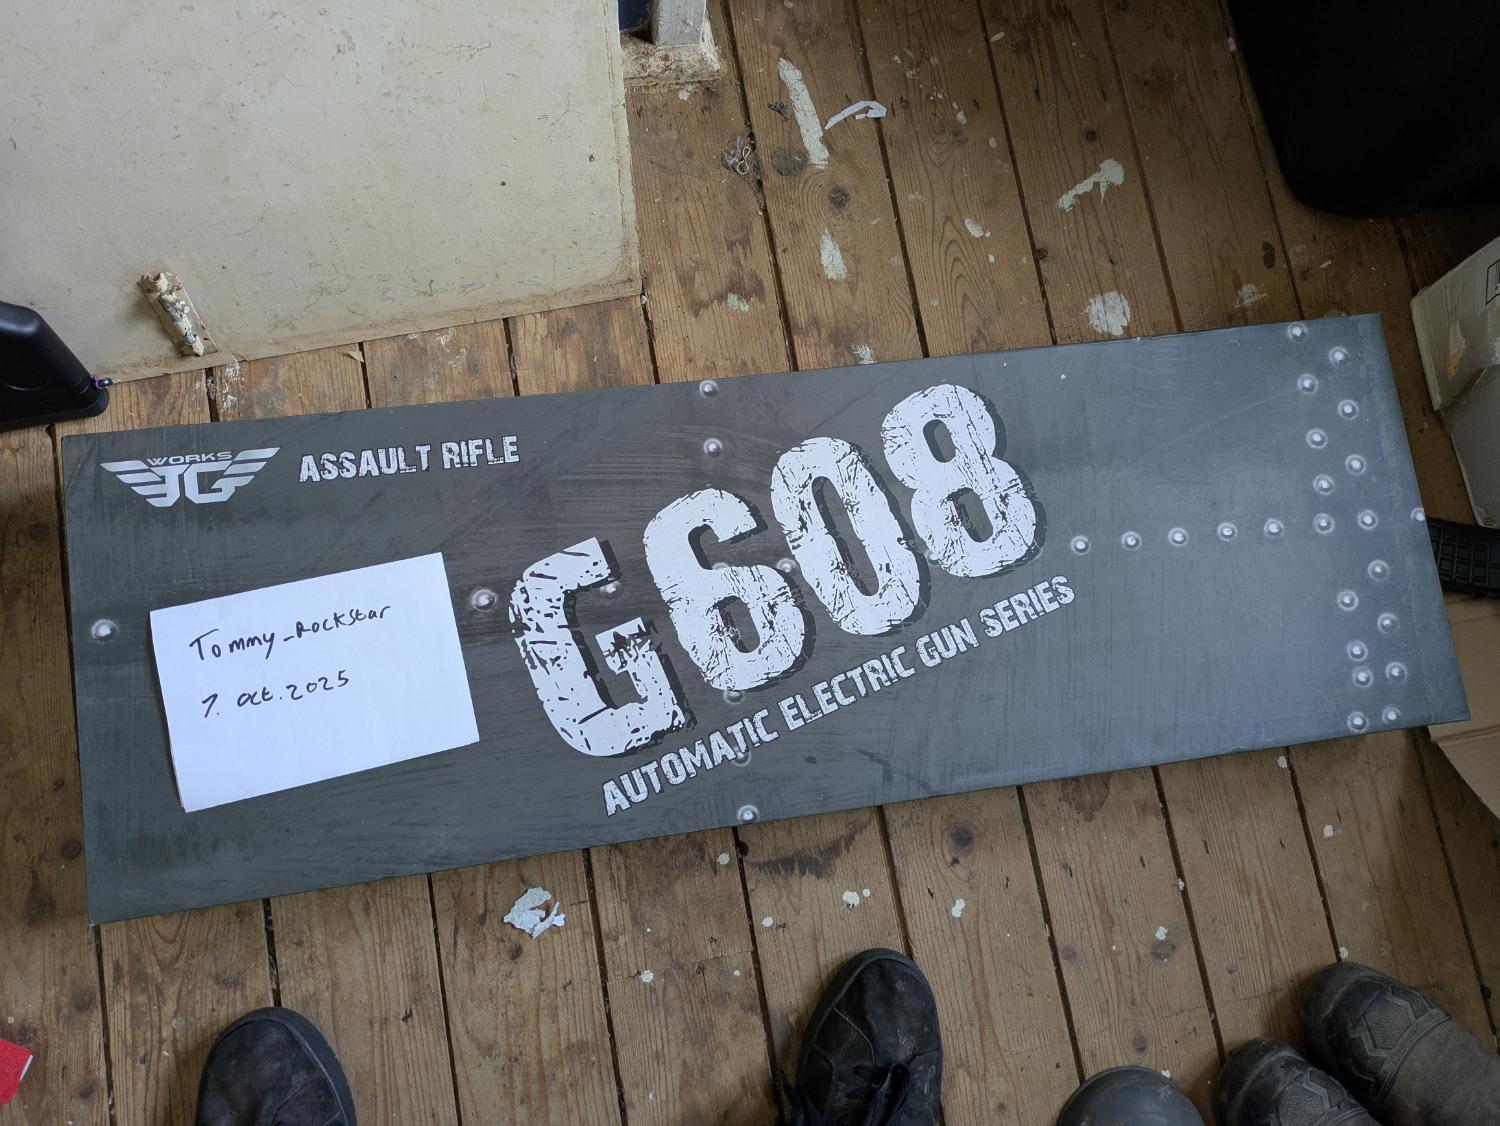 WORKS
JG
ASSAULT RIFLE
G608
AUTOMATIC ELECTRIC GUN SERIES
Tommy_Rockstar
7. Oct. 2025